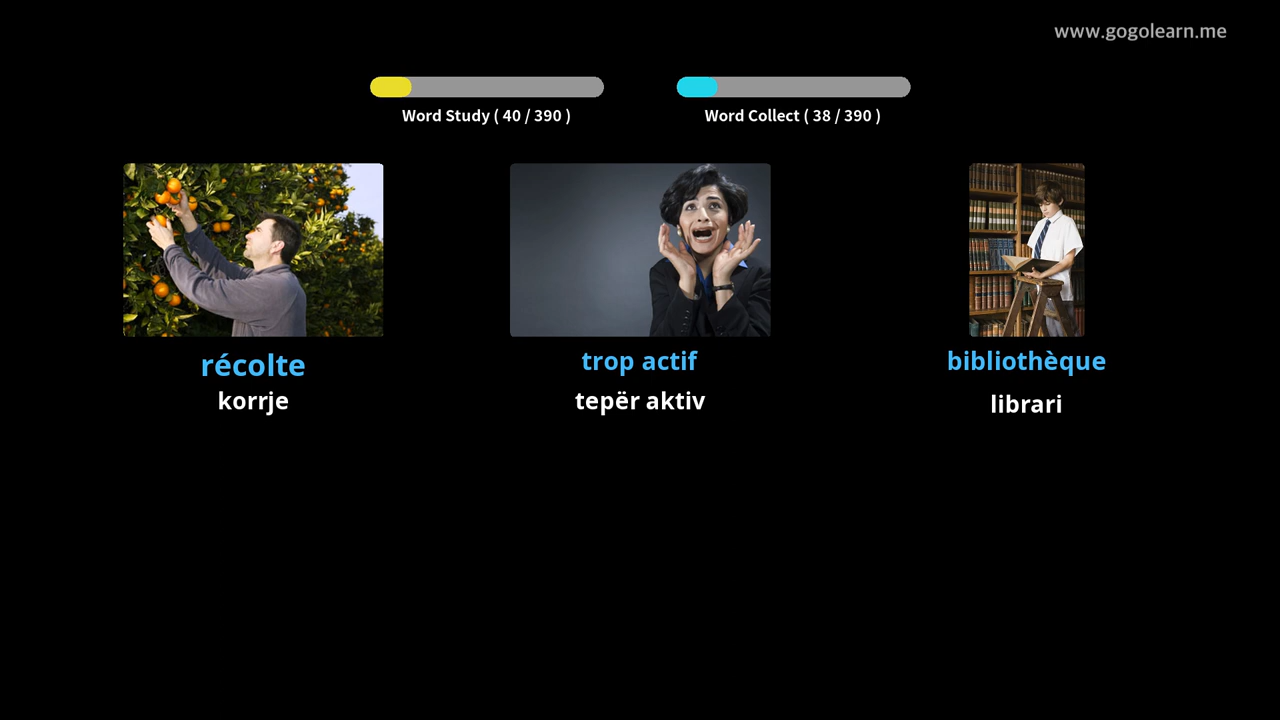 www.gogolearn.me
Word Study ( 40 / 390 )
Word Collect ( 38 / 390 )
récolte
korrje
trop actif
tepër aktiv
bibliothèque
librari